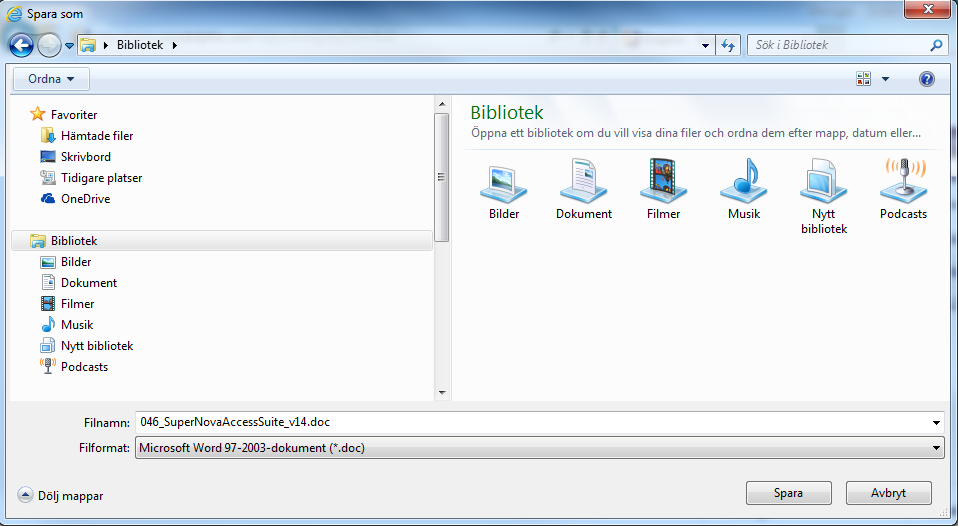 Spara som
Bibliotek
Sök i Bibliotek
Ordna
Favoriter
Hämtade filer
Skrivbord
Tidigare platser
OneDrive
Bibliotek
Bilder
Dokument
Filmer
Musik
Nytt bibliotek
Podcasts
Bibliotek
Öppna ett bibliotek om du vill visa dina filer och ordna dem efter mapp, datum eller...
Bilder
Dokument
Filmer
Musik
Nytt
bibliotek
Podcasts
Filnamn: 046_SuperNovaAccessSuite_v14.doc
Filformat: Microsoft Word 97-2003-dokument (*.doc)
Dölj mappar
Spara
Avbryt